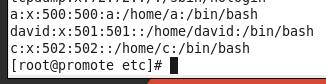 a:x:500:500:a:/home/a:/bin/bash
david:x:501:501::/home/david:/bin/bash
c:x:502:502::/home/c:/bin/bash
[root@promote etc]#